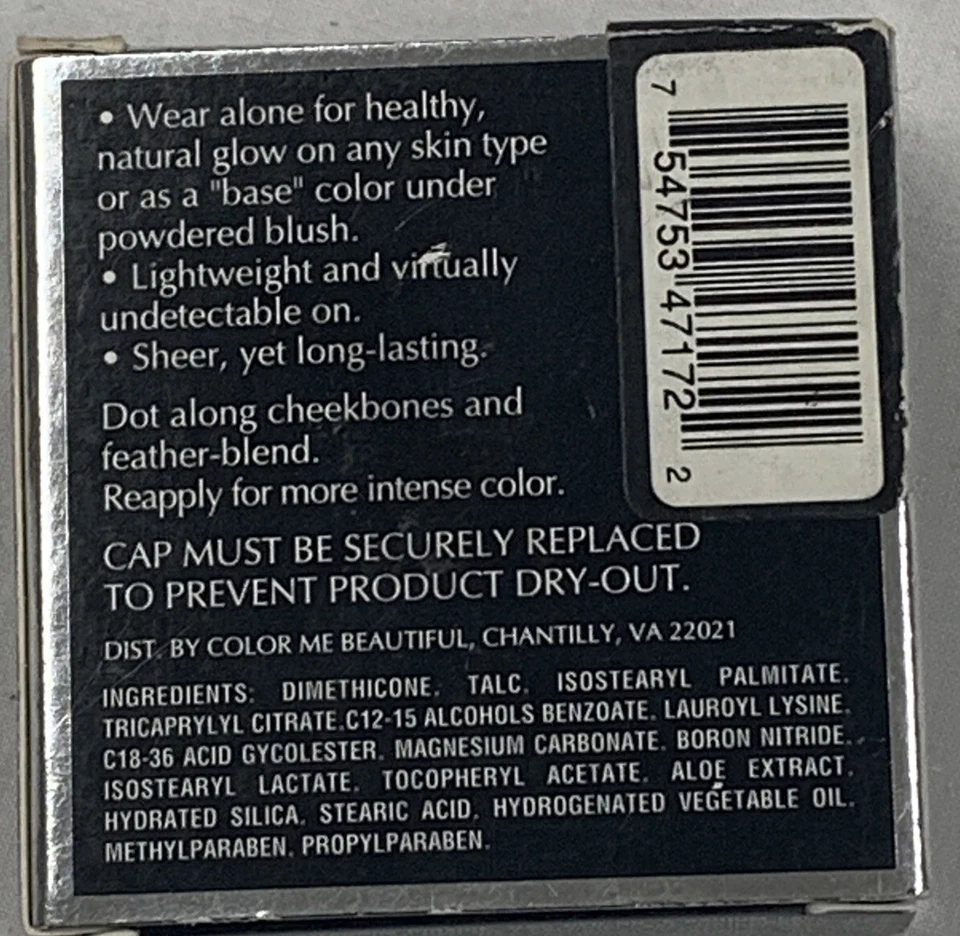 • Wear alone for healthy,
natural glow on any skin type
or as a "base" color under
powdered blush.
• Lightweight and virtually
undetectable on.
• Sheer, yet long-lasting.
Dot along cheekbones and
feather-blend.
Reapply for more intense color.
CAP MUST BE SECURELY REPLACED
TO PREVENT PRODUCT DRY-OUT.
DIST. BY COLOR ME BEAUTIFUL, CHANTILLY, VA 22021
INGREDIENTS: DIMETHICONE, TALC, ISOSTEARYL PALMITATE,
TRICAPRYLYL CITRATE,C12-15 ALCOHOLS BENZOATE, LAUROYL LYSINE,
C18-36 ACID GYCOLESTER, MAGNESIUM CARBONATE, BORON NITRIDE,
ISOSTEARYL LACTATE, TOCOPHERYL ACETATE, ALOE EXTRACT,
HYDRATED SILICA, STEARIC ACID, HYDROGENATED VEGETABLE OIL,
METHYLPARABEN, PROPYLPARABEN.
7 54753 47172 2